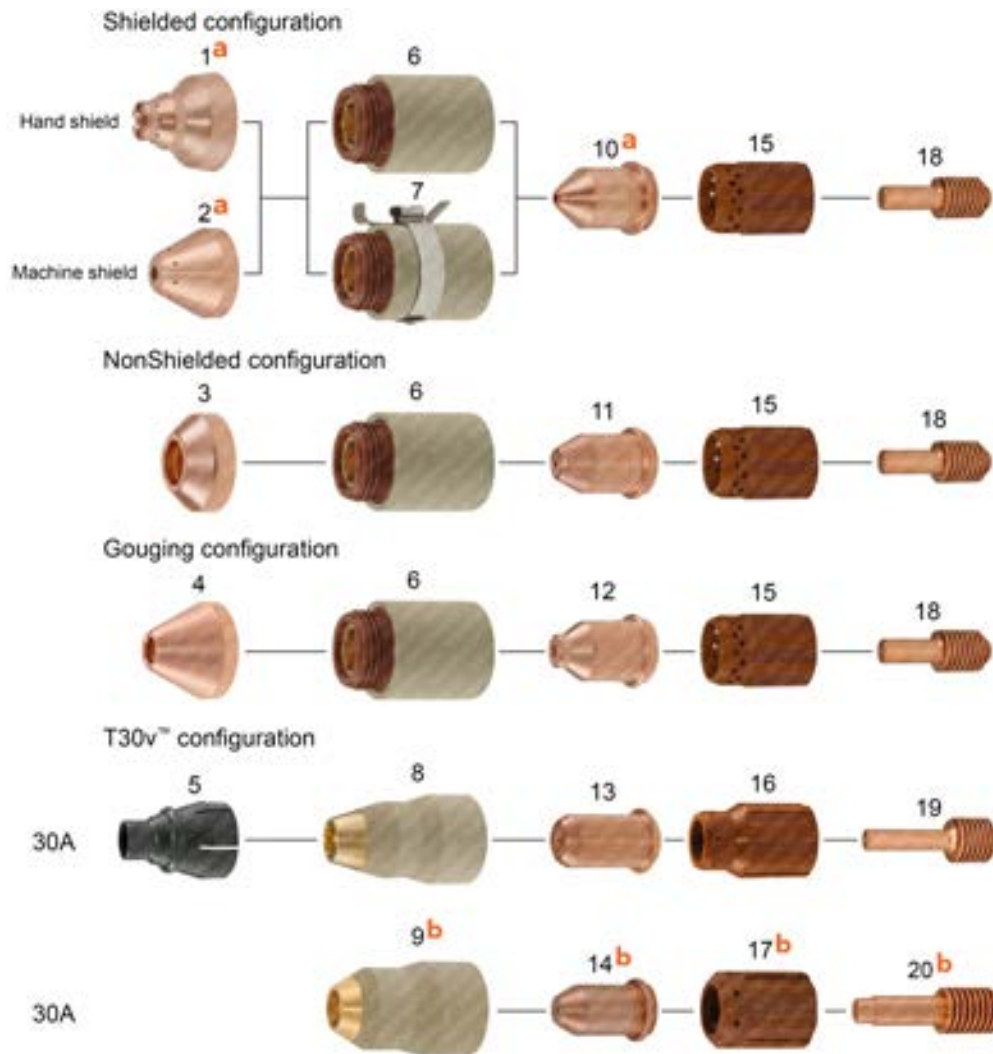 Shielded configuration
1a 6
Hand shield
10a 15 18
7
2a
Machine shield
NonShielded configuration
3 6 11 15 18
Gouging configuration
4 6 12 15 18
T30v™ configuration
5 8 13 16 19
30A
9b 14b 17b 20b
30A